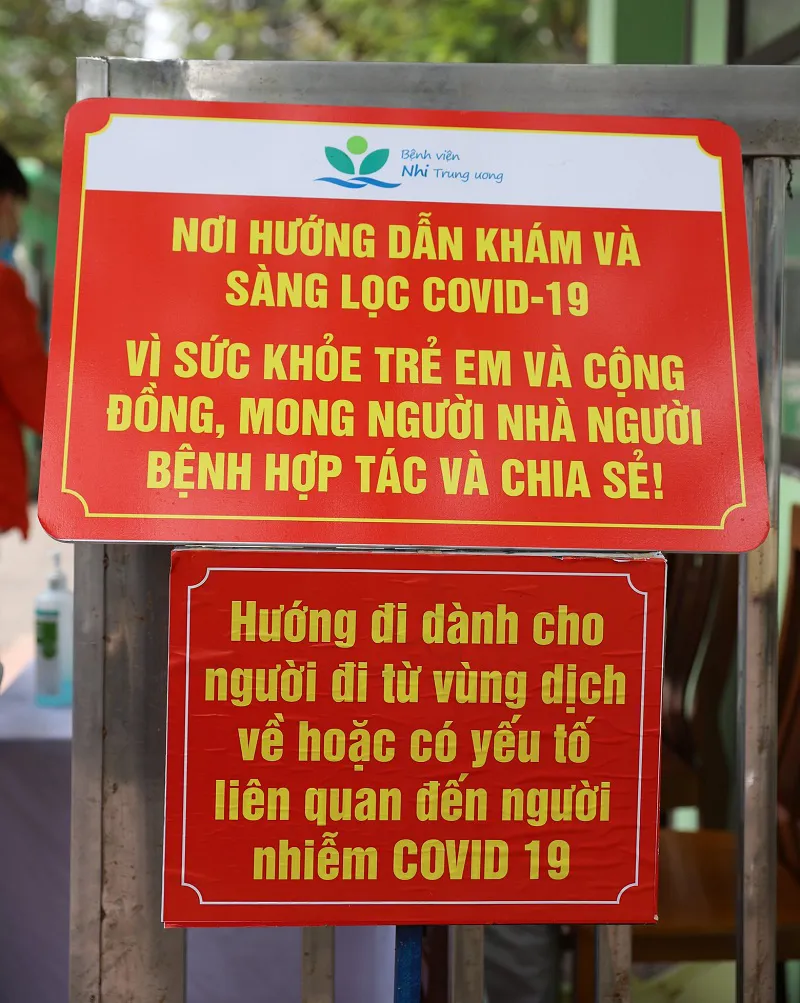 Bệnh viện
Nhi Trung ương
NƠI HƯỚNG DẪN KHÁM VÀ
SÀNG LỌC COVID-19
VÌ SỨC KHỎE TRẺ EM VÀ CỘNG
ĐỒNG, MONG NGƯỜI NHÀ NGƯỜI
BỆNH HỢP TÁC VÀ CHIA SẺ!
Hướng đi dành cho
người đi từ vùng dịch
về hoặc có yếu tố
liên quan đến người
nhiễm COVID 19